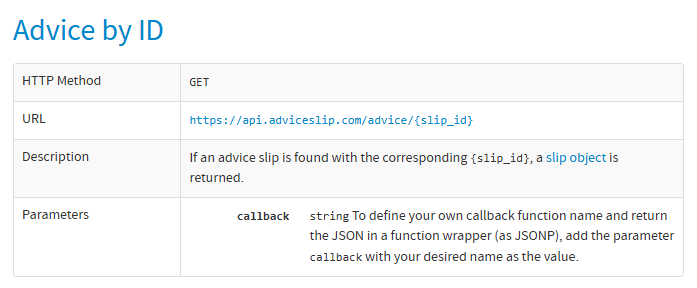 Advice by ID
HTTP Method GET
URL https://api.adviceslip.com/advice/{slip_id}
Description If an advice slip is found with the corresponding {slip_id}, a slip object is
returned.
Parameters callback string To define your own callback function name and return
the JSON in a function wrapper (as JSONP), add the parameter
callback with your desired name as the value.